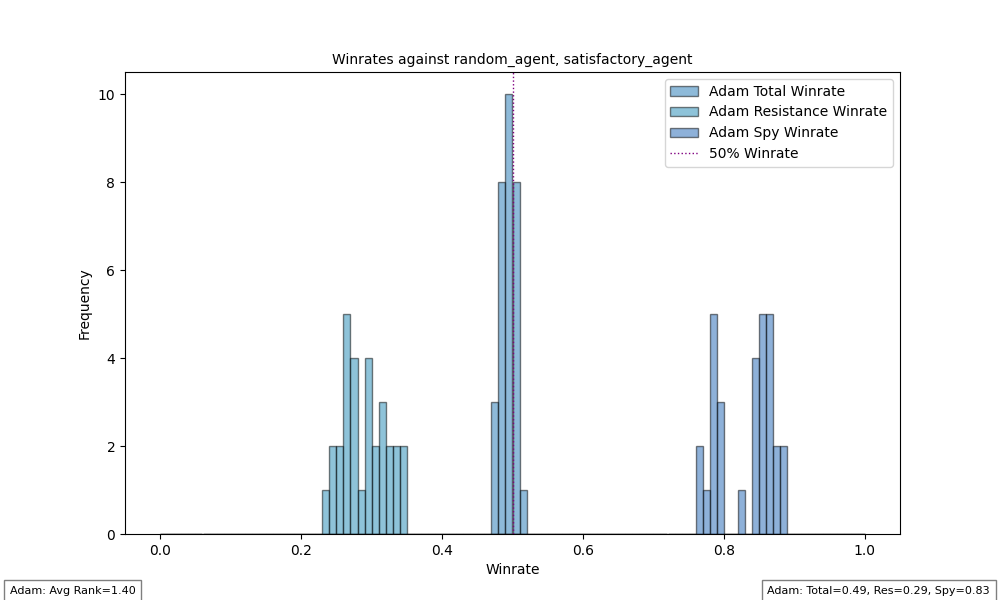 Winrates against random_agent, satisfactory_agent
Adam Total Winrate
Adam Resistance Winrate
Adam Spy Winrate
50% Winrate
Frequency
10
8
6
4
2
0
0.0 0.2 0.4 0.6 0.8 1.0
Winrate
Adam: Avg Rank=1.40
Adam: Total=0.49, Res=0.29, Spy=0.83